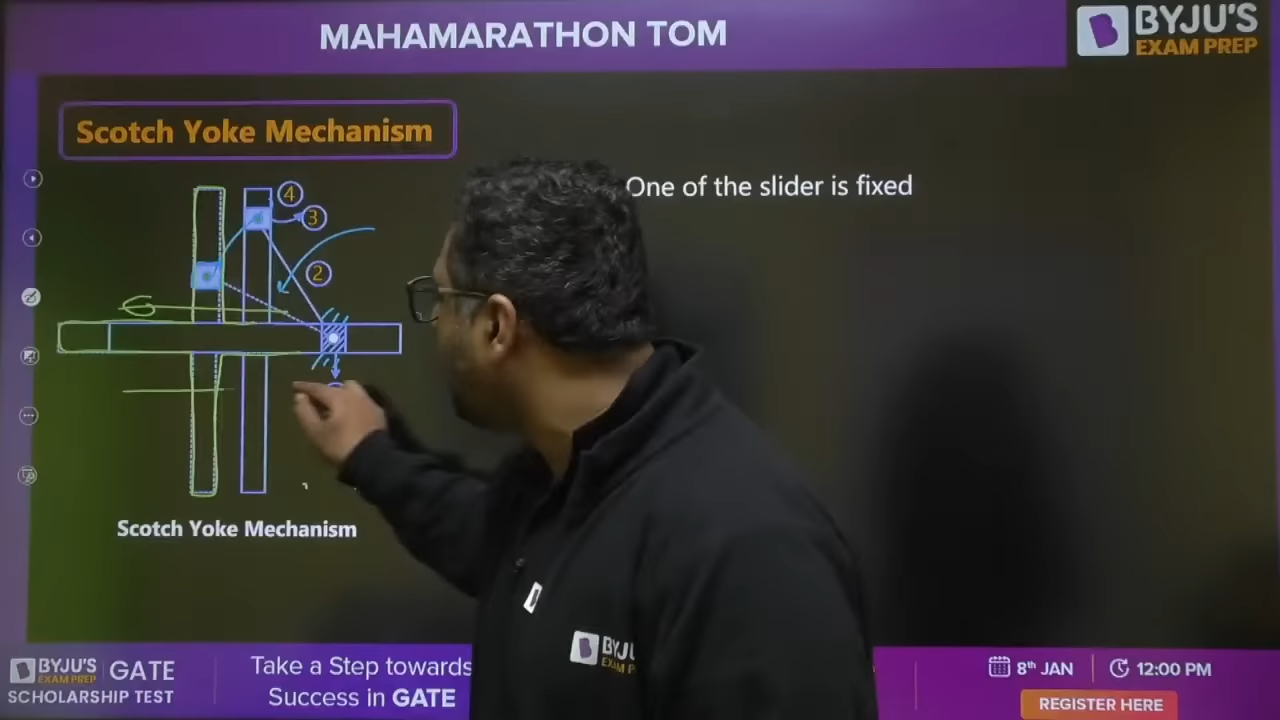 MAHAMARATHON TOM
BYJU'S
EXAM PREP
Scotch Yoke Mechanism
One of the slider is fixed
4
3
2
Scotch Yoke Mechanism
BYJU'S
EXAM PREP
GATE
SCHOLARSHIP TEST
Take a Step towards
Success in GATE
BYJU
EXAM P
8th JAN
12:00 PM
REGISTER HERE